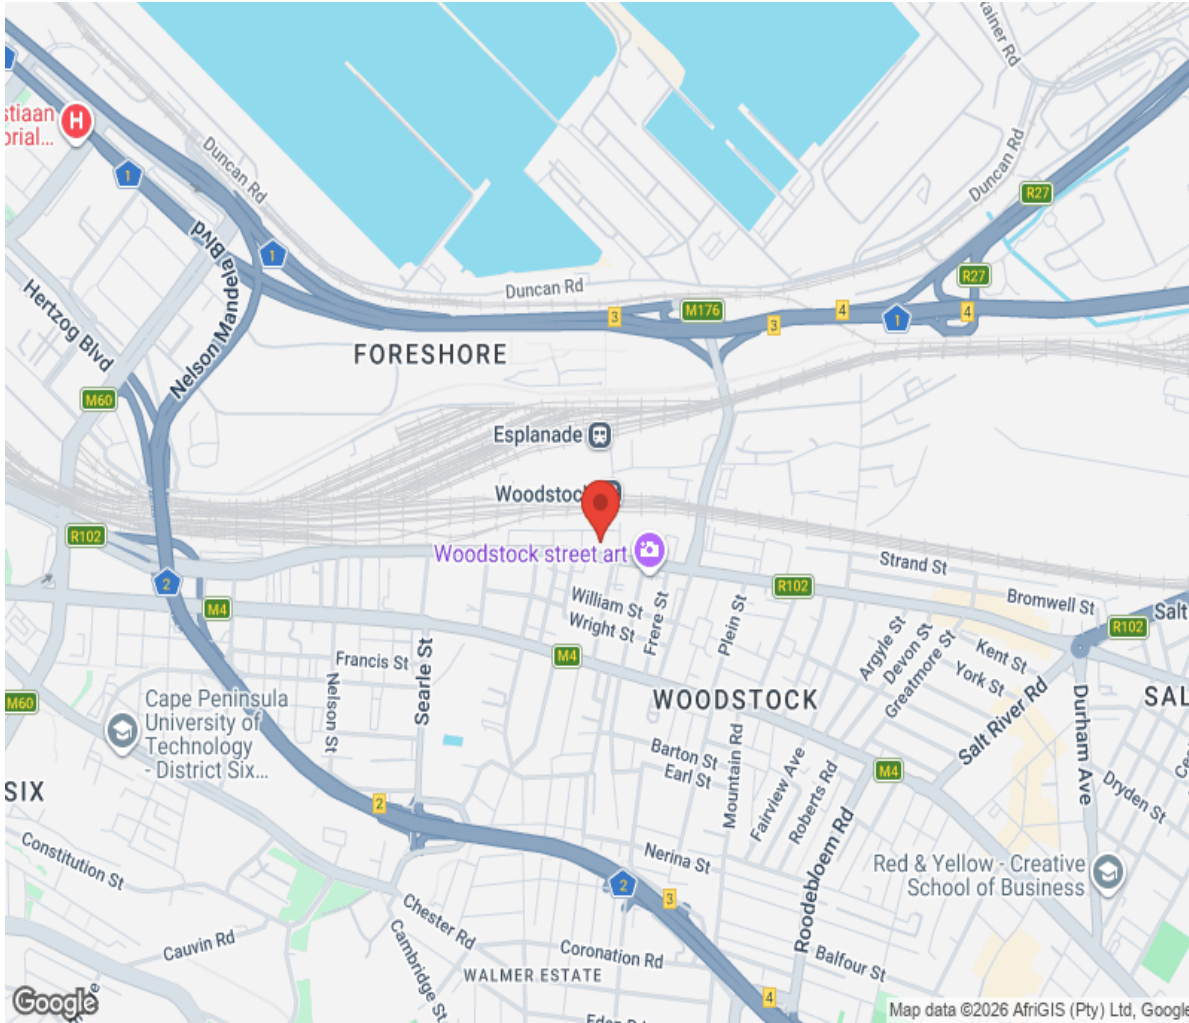 ainer Rd
stiaan
orial...
H
1
1
Duncan Rd
Duncan Rd
R27
Nelson Mandela Blvd
1
R27
Hertzog Blvd
Duncan Rd
M176
3
3
4
1
4
FORESHORE
M60
Esplanade
Woodstock
R102
Woodstock street art
2
M4
William St
Wright St
Frere St
Plein St
R102
Strand St
Bromwell St
Salt
R102
Argyle St
Devon St
Greatmore St
Kent St
York St
Francis St
Nelson St
Searle St
M4
WOODSTOCK
Salt River Rd
Durham Ave
SAL
M60
Cape Peninsula
University of
Technology
- District Six...
Barton St
Earl St
Mountain Rd
Fairview Ave
Roberts Rd
M4
Dryden St
SIX
2
Roodebloem Rd
Constitution St
Nerina St
2
3
Red & Yellow - Creative
School of Business
Chester Rd
Cambridge St
Cauvin Rd
Coronation Rd
Balfour St
WALMER ESTATE
4
Google
Map data ©2026 AfriGIS (Pty) Ltd, Google